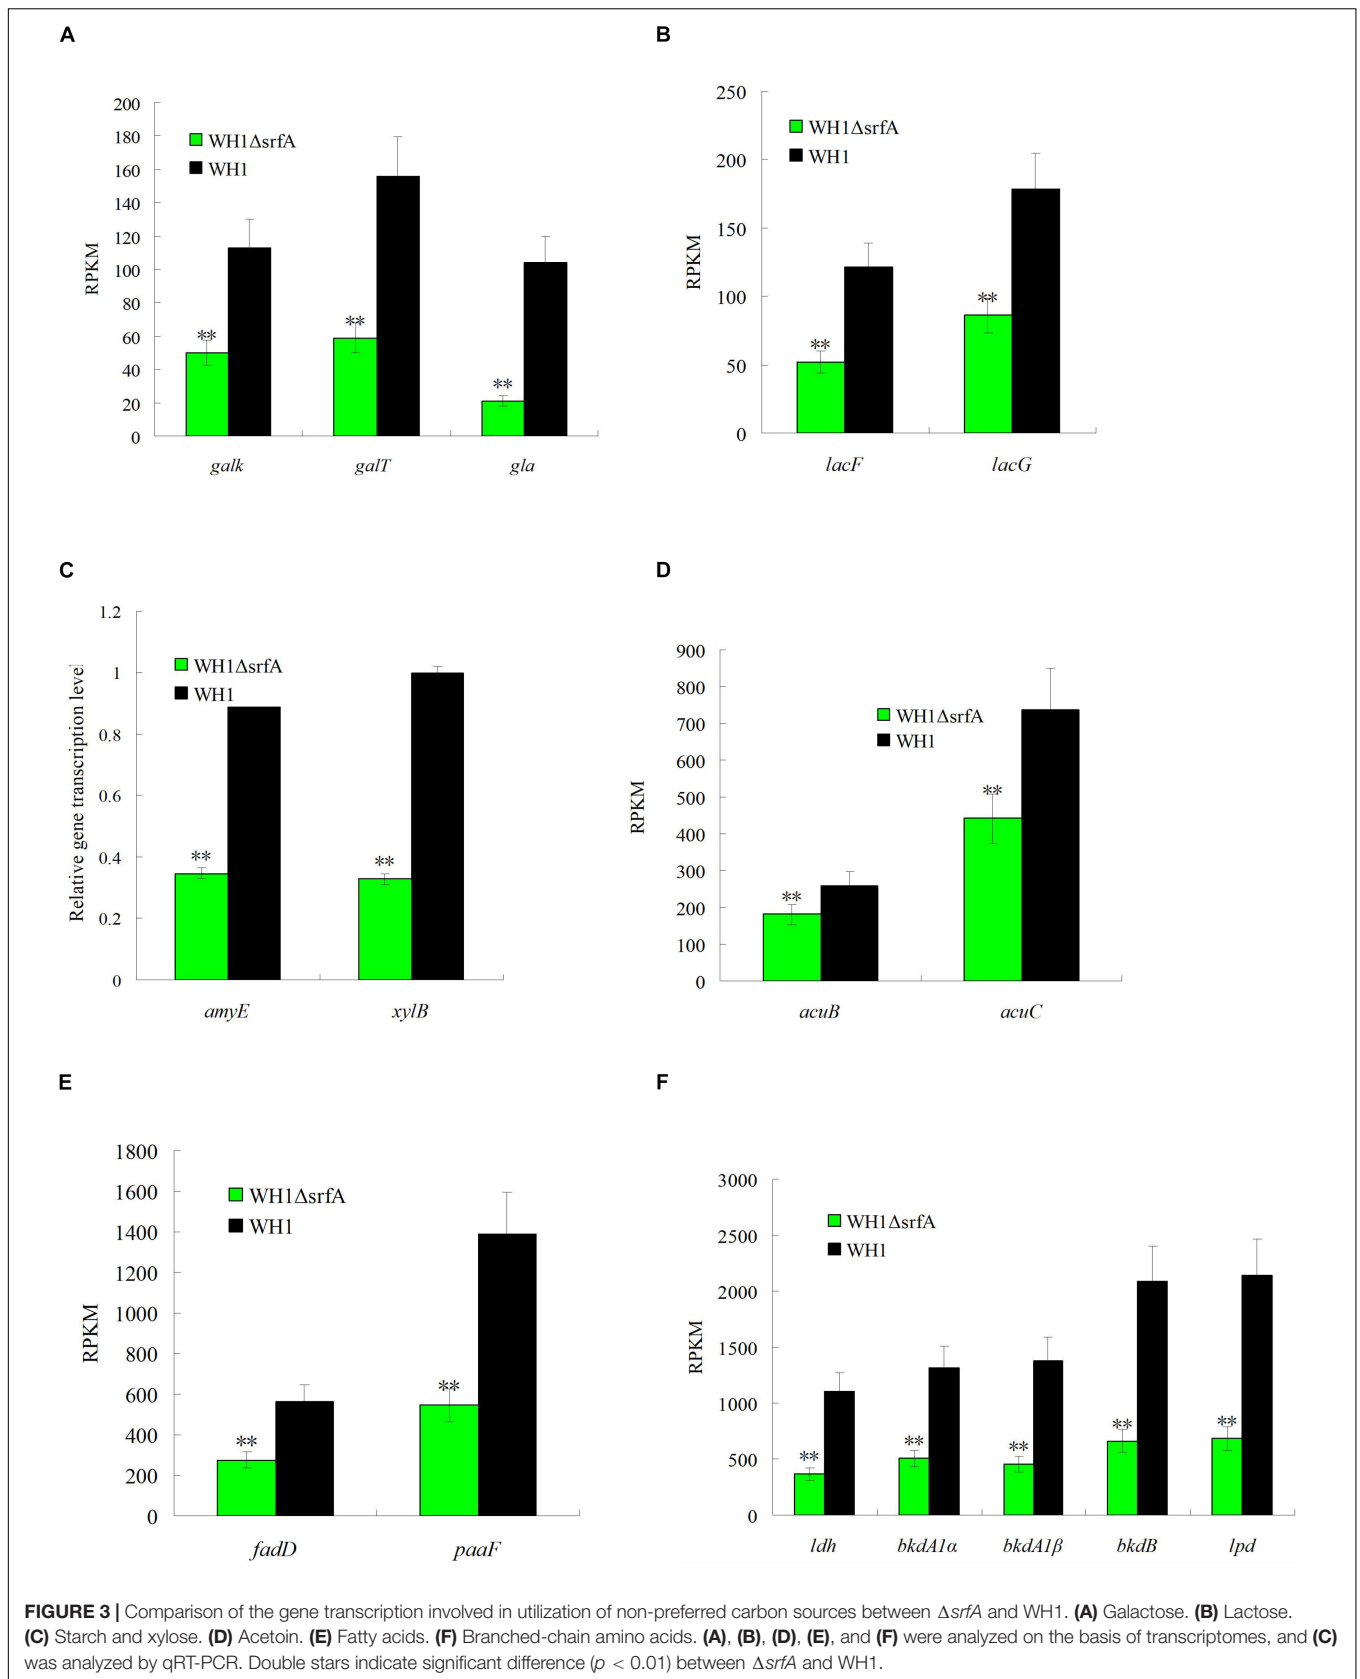 A
200
180
160
140
120
100
80
60
40
20
0
RPKM
WH1ΔsrfA
WH1
**
**
**
galk galT gla
B
250
200
150
100
50
0
RPKM
WH1ΔsrfA
WH1
**
**
lacF lacG
C
1.2
1
0.8
0.6
0.4
0.2
0
Relative gene transcription level
WH1ΔsrfA
WH1
**
**
amyE xylB
D
900
800
700
600
500
400
300
200
100
0
RPKM
WH1ΔsrfA
WH1
**
**
acuB acuC
E
1800
1600
1400
1200
1000
800
600
400
200
0
RPKM
WH1ΔsrfA
WH1
**
**
fadD paaF
F
3000
2500
2000
1500
1000
500
0
RPKM
WH1ΔsrfA
WH1
**
**
**
**
**
ldh bkdA1α bkdA1β bkdB lpd
FIGURE 3 | Comparison of the gene transcription involved in utilization of non-preferred carbon sources between ΔsrfA and WH1. (A) Galactose. (B) Lactose.
(C) Starch and xylose. (D) Acetoin. (E) Fatty acids. (F) Branched-chain amino acids. (A), (B), (D), (E), and (F) were analyzed on the basis of transcriptomes, and (C)
was analyzed by qRT-PCR. Double stars indicate significant difference (p < 0.01) between ΔsrfA and WH1.